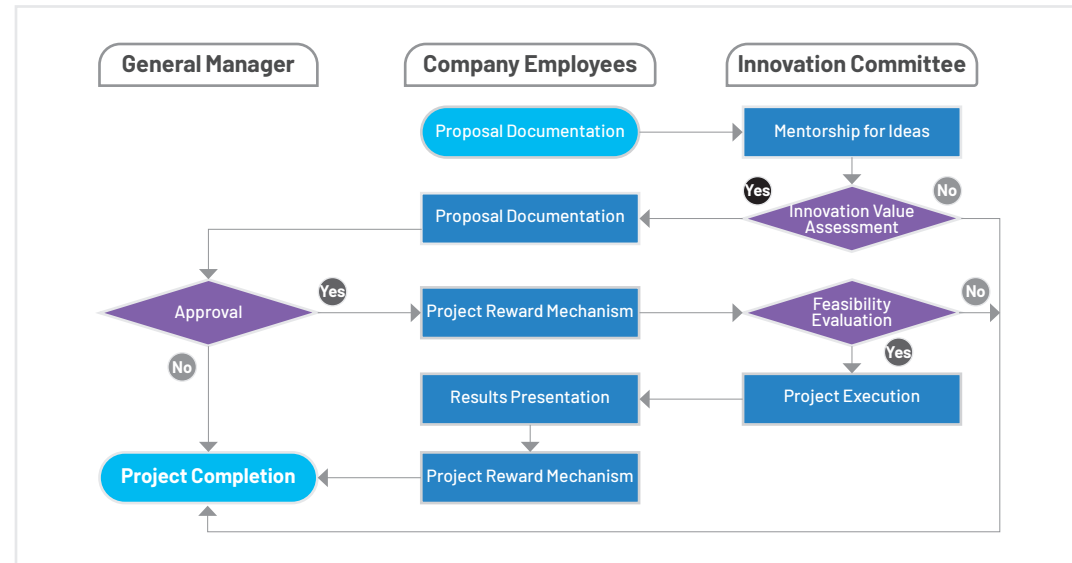 General Manager
Company Employees
Innovation Committee
Proposal Documentation
Mentorship for Ideas
Yes
No
Proposal Documentation
Innovation Value
Assessment
Approval
Yes
Project Reward Mechanism
Feasibility
Evaluation
No
No
Yes
Results Presentation
Project Execution
Project Completion
Project Reward Mechanism